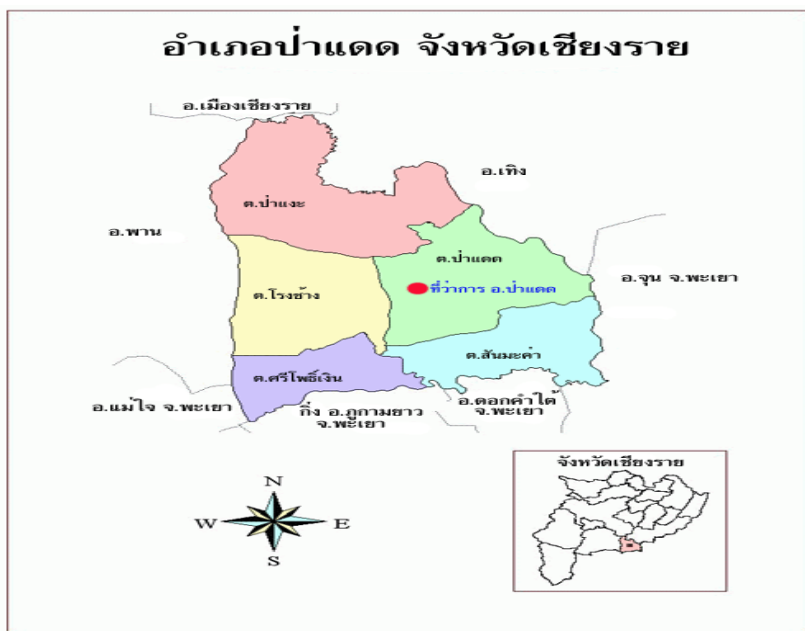 อำเภอป่าแดด จังหวัดเชียงราย
อ.เมืองเชียงราย
อ.เทิง
ต.ป่าแงะ
อ.พาน
ต.ป่าแดด
อ.จุน จ.พะเยา
ที่ว่าการ อ.ป่าแดด
ต.โรงช้าง
ต.สันมะค่า
ต.ศรีโพธิ์เงิน
อ.แม่ใจ จ.พะเยา
กิ่ง อ.ภูกามยาว
จ.พะเยา
อ.ดอกคำใต้
จ.พะเยา
จังหวัดเชียงราย
N
W
E
S